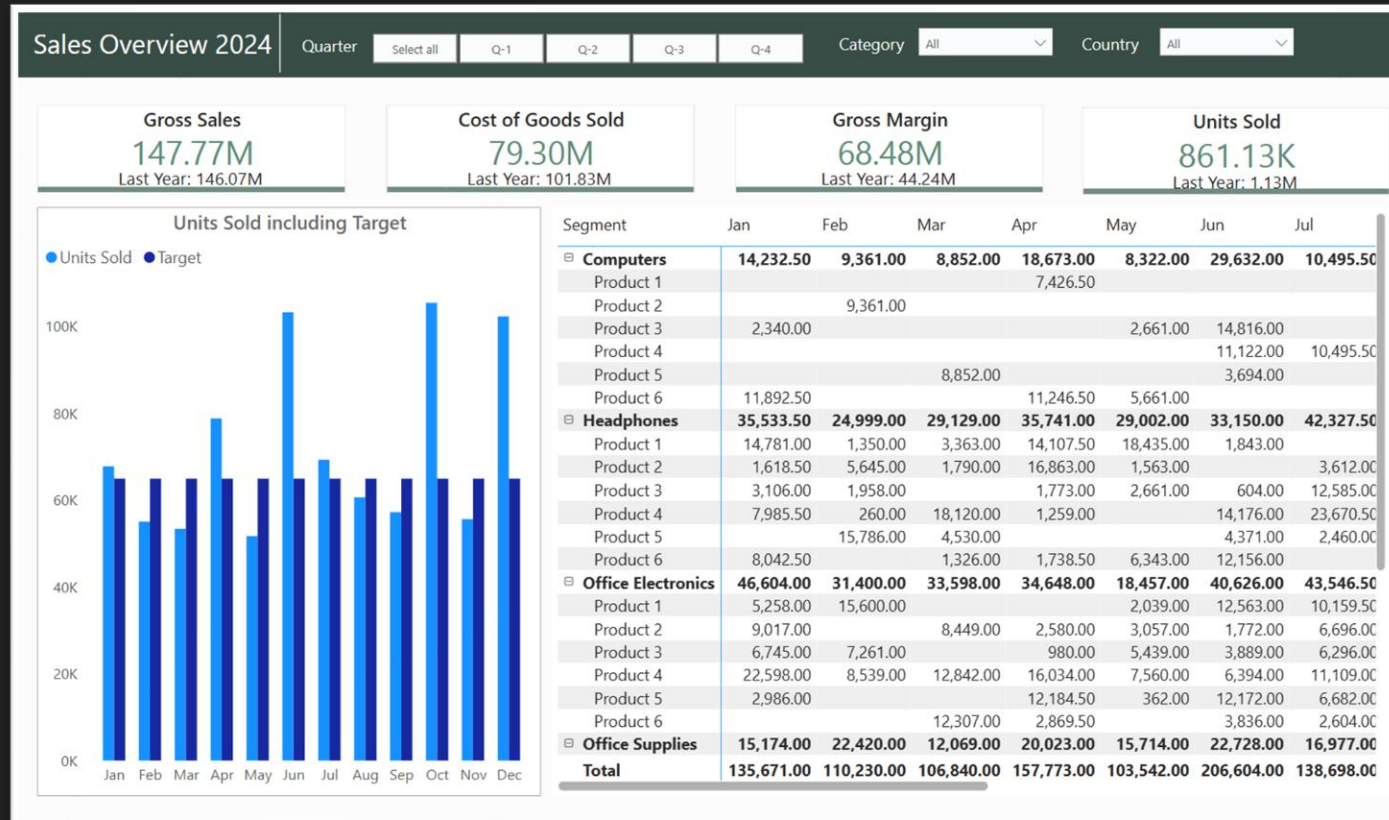 Sales Overview 2024 Quarter Select all Q-1 Q-2 Q-3 Q-4 Category All Country All
Gross Sales
147.77M
Last Year: 146.07M
Cost of Goods Sold
79.30M
Last Year: 101.83M
Gross Margin
68.48M
Last Year: 44.24M
Units Sold
861.13K
Last Year: 1.13M
Units Sold including Target
Units Sold Target
100K
80K
60K
40K
20K
0K
Jan Feb Mar Apr May Jun Jul Aug Sep Oct Nov Dec
Segment Jan Feb Mar Apr May Jun Jul
Computers 14,232.50 9,361.00 8,852.00 18,673.00 8,322.00 29,632.00 10,495.50
Product 1 7,426.50
Product 2 9,361.00
Product 3 2,340.00 2,661.00 14,816.00
Product 4 11,122.00 10,495.50
Product 5 8,852.00 3,694.00
Product 6 11,892.50 11,246.50 5,661.00
Headphones 35,533.50 24,999.00 29,129.00 35,741.00 29,002.00 33,150.00 42,327.50
Product 1 14,781.00 1,350.00 3,363.00 14,107.50 18,435.00 1,843.00
Product 2 1,618.50 5,645.00 1,790.00 16,863.00 1,563.00 3,612.00
Product 3 3,106.00 1,958.00 1,773.00 2,661.00 604.00 12,585.00
Product 4 7,985.50 260.00 18,120.00 1,259.00 14,176.00 23,670.50
Product 5 15,786.00 4,530.00 4,371.00 2,460.00
Product 6 8,042.50 1,326.00 1,738.50 6,343.00 12,156.00
Office Electronics 46,604.00 31,400.00 33,598.00 34,648.00 18,457.00 40,626.00 43,546.50
Product 1 5,258.00 15,600.00 2,039.00 12,563.00 10,159.50
Product 2 9,017.00 8,449.00 2,580.00 3,057.00 1,772.00 6,696.00
Product 3 6,745.00 7,261.00 980.00 5,439.00 3,889.00 6,296.00
Product 4 22,598.00 8,539.00 12,842.00 16,034.00 7,560.00 6,394.00 11,109.00
Product 5 2,986.00 12,184.50 362.00 12,172.00 6,682.00
Product 6 12,307.00 2,869.50 3,836.00 2,604.00
Office Supplies 15,174.00 22,420.00 12,069.00 20,023.00 15,714.00 22,728.00 16,977.00
Total 135,671.00 110,230.00 106,840.00 157,773.00 103,542.00 206,604.00 138,698.00